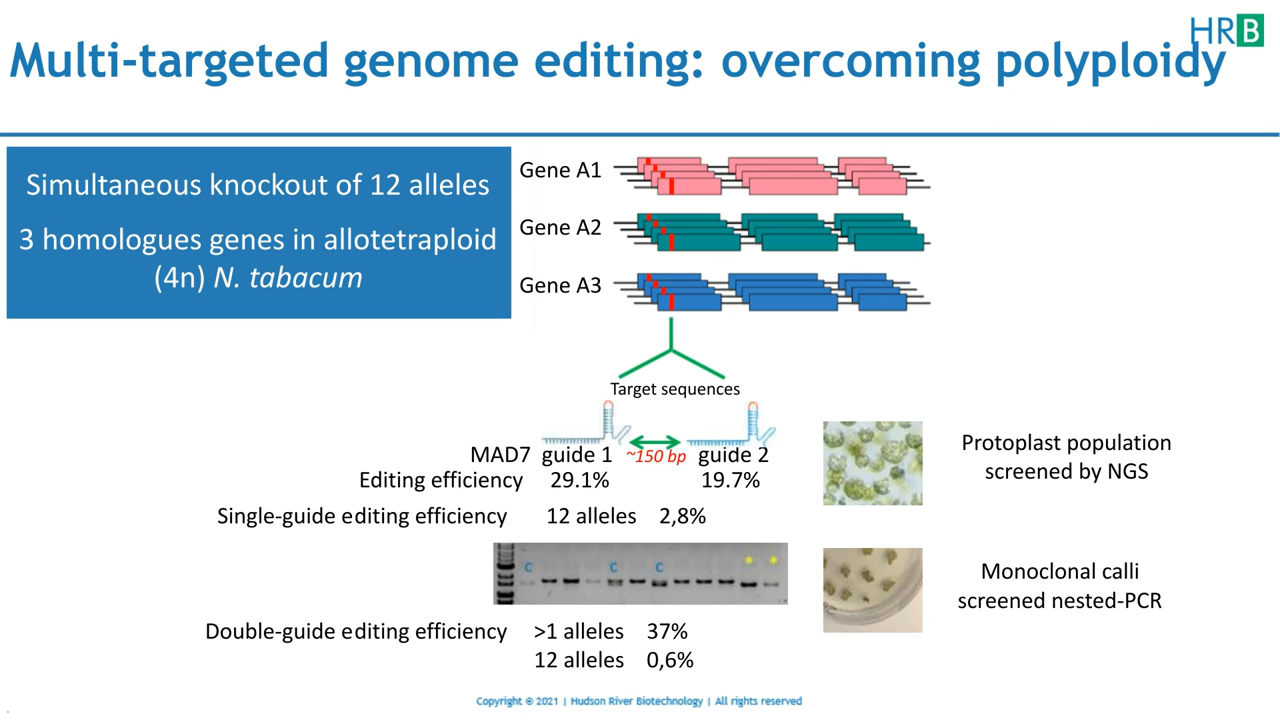 HRB
Multi-targeted genome editing: overcoming polyploidy
Simultaneous knockout of 12 alleles
3 homologues genes in allotetraploid
(4n) N. tabacum
Gene A1
Gene A2
Gene A3
Target sequences
MAD7 guide 1 ~150 bp guide 2
Editing efficiency 29.1% 19.7%
Protoplast population
screened by NGS
Single-guide editing efficiency 12 alleles 2,8%
C C C * *
Monoclonal calli
screened nested-PCR
Double-guide editing efficiency >1 alleles 37%
12 alleles 0,6%
Copyright © 2021 | Hudson River Biotechnology | All rights reserved